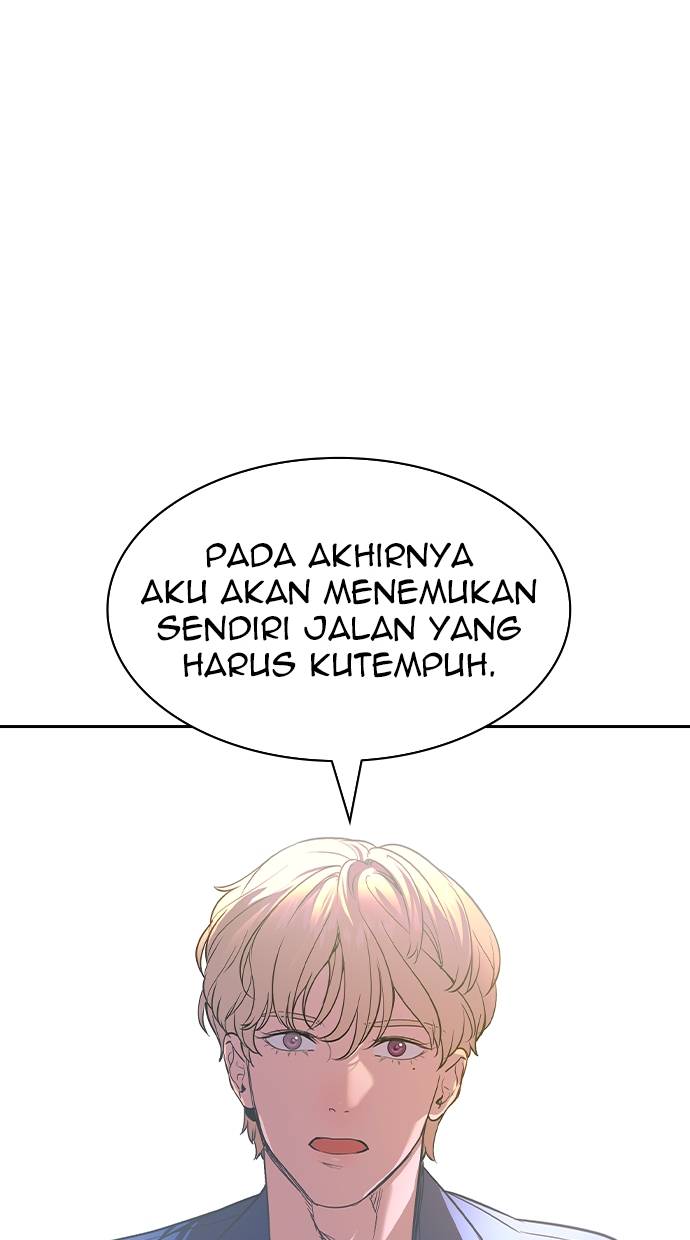 PADA AKHIRNYA
AKU AKAN MENEMUKAN
SENDIRI JALAN YANG
HARUS KUTEMPUH.